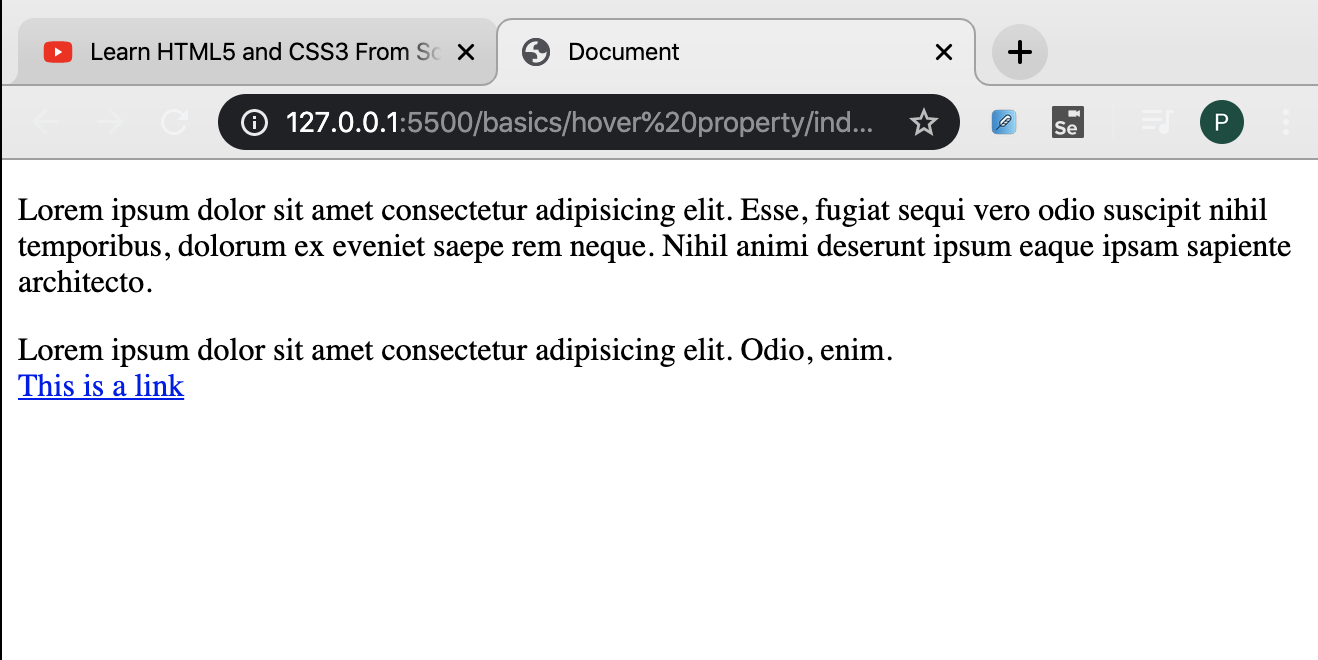 Learn HTML5 and CSS3 From Sc
Document
127.0.0.1:5500/basics/hover%20property/ind...
Se
P
Lorem ipsum dolor sit amet consectetur adipisicing elit. Esse, fugiat sequi vero odio suscipit nihil
temporibus, dolorum ex eveniet saepe rem neque. Nihil animi deserunt ipsum eaque ipsam sapiente
architecto.
Lorem ipsum dolor sit amet consectetur adipisicing elit. Odio, enim.
This is a link